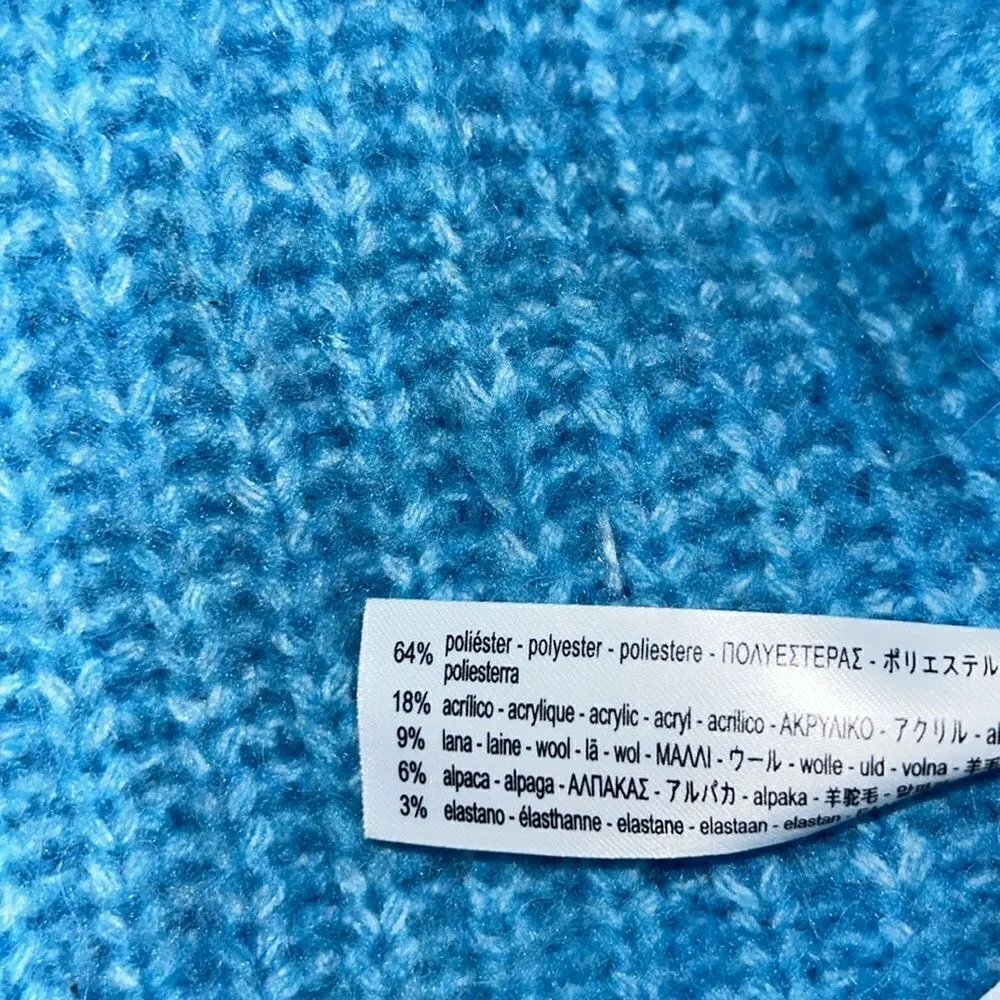 64% poliéster - polyester - poliestere - ΠΟΛΥΕΣΤΕΡΑΣ - ポリエステル
poliesterra
18% acrílico - acrylique - acrylic - acryl - acrilico - ΑΚΡΥΛΙΚΟ - アクリル -
9% lana - laine - wool - lã - wol - ΜΑΛΛΙ - ウール - wolle - uld - volna - 羊毛
6% alpaca - alpaga - ΑΛΠΑΚΑΣ - アルパカ - alpaka - 羊驼毛 -
3% elastano - élasthanne - elastane - elastaan - elastan -